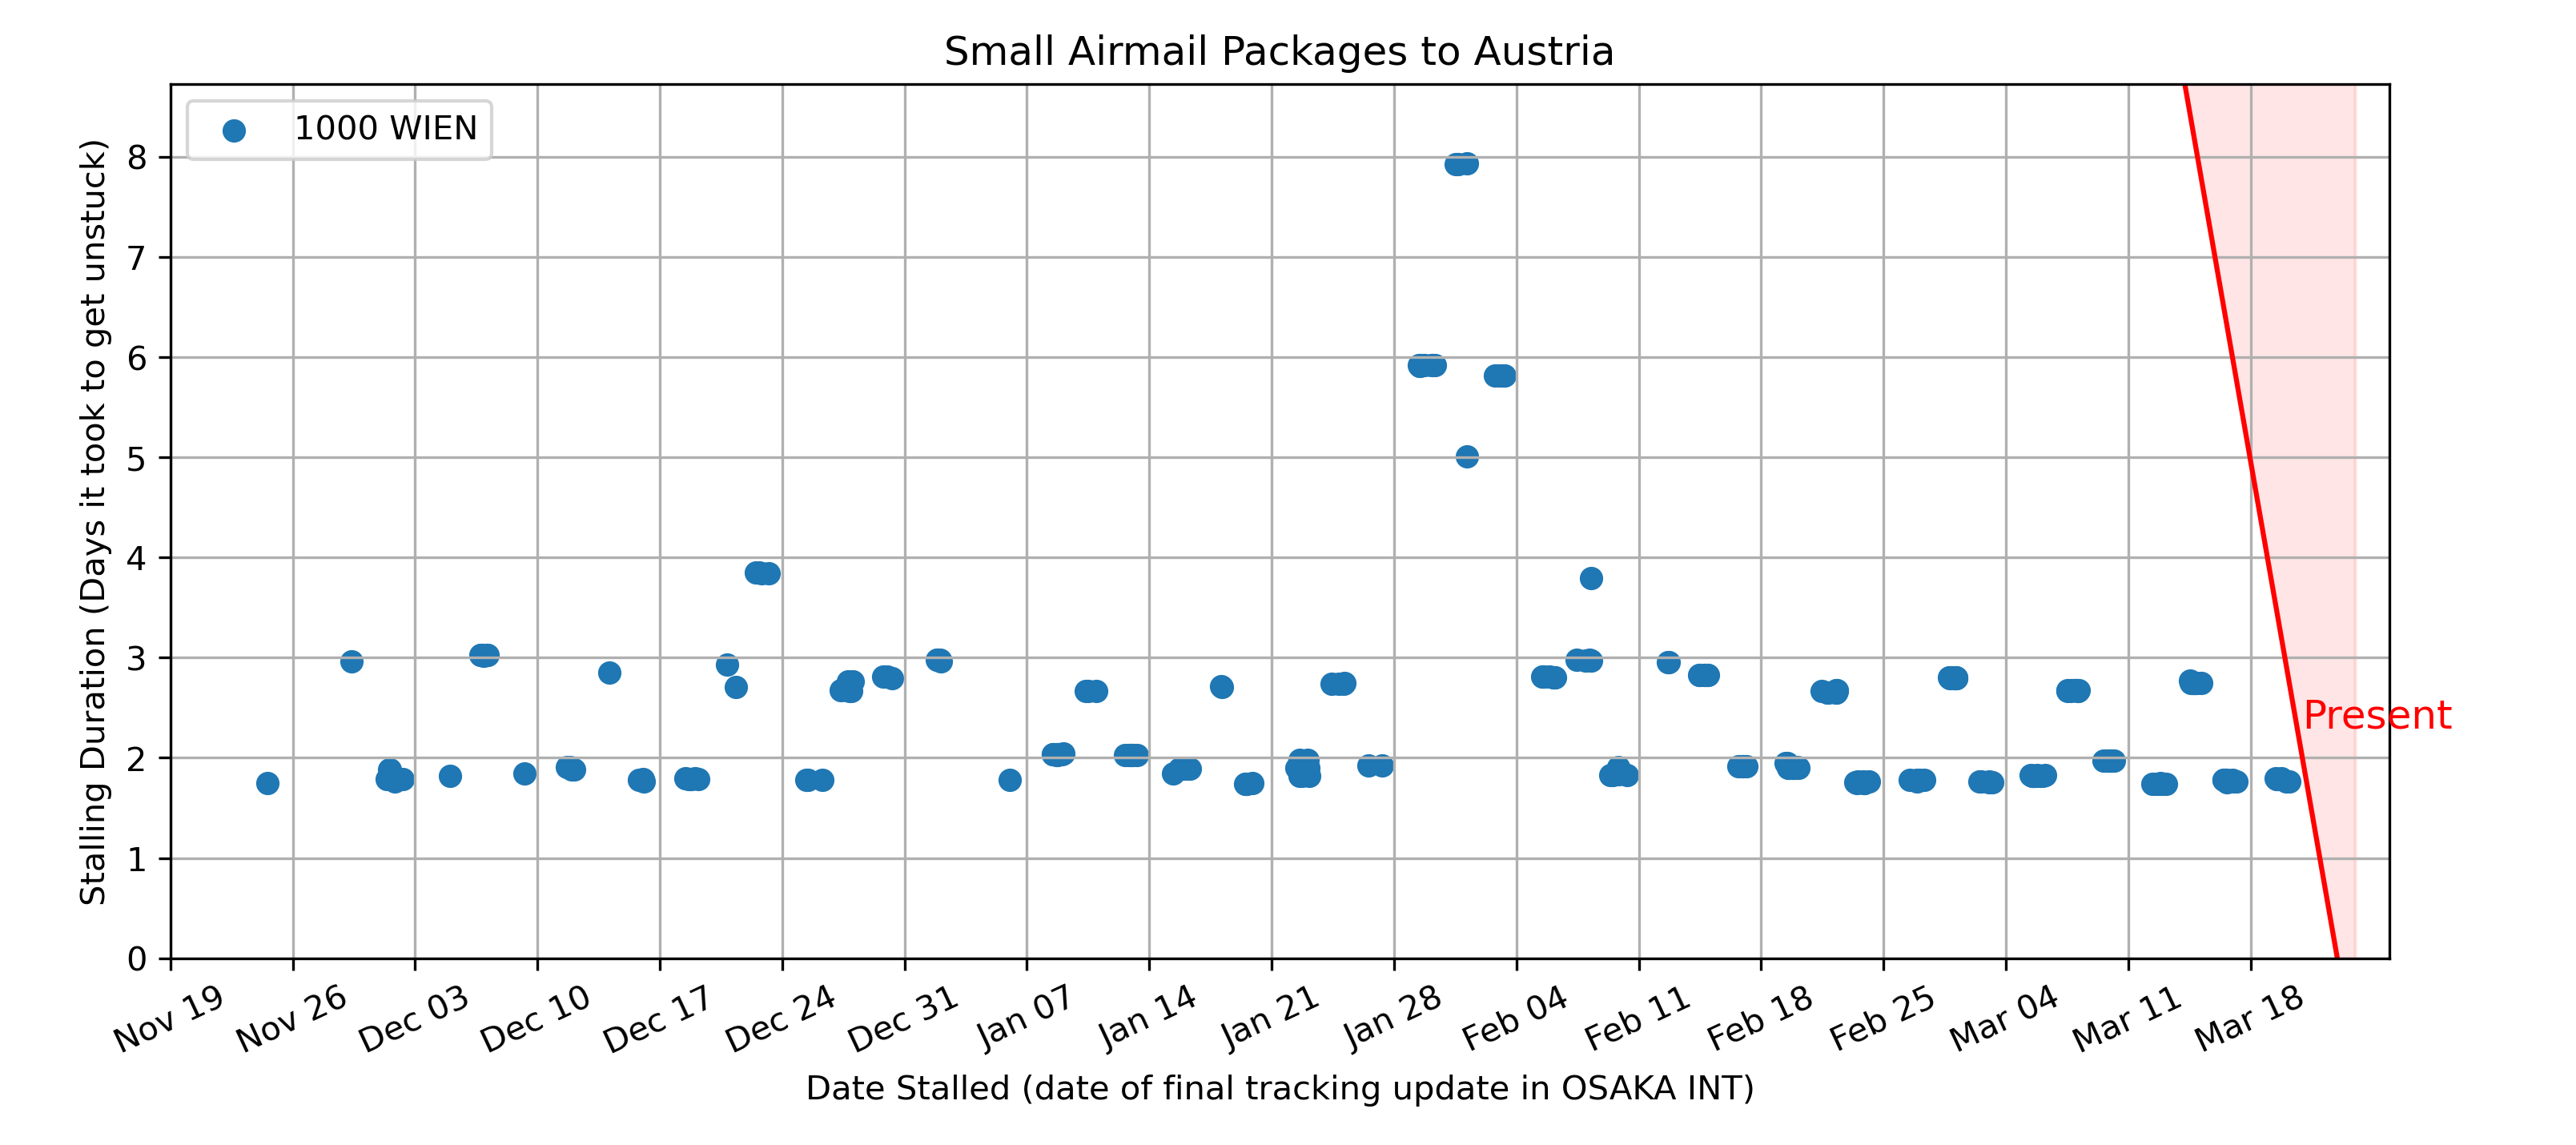 Small Airmail Packages to Austria
1000 WIEN
Stalling Duration (Days it took to get unstuck)
8
7
6
5
4
3
2
1
0
Present
Nov 19
Nov 26
Dec 03
Dec 10
Dec 17
Dec 24
Dec 31
Jan 07
Jan 14
Jan 21
Jan 28
Feb 04
Feb 11
Feb 18
Feb 25
Mar 04
Mar 11
Mar 18
Date Stalled (date of final tracking update in OSAKA INT)